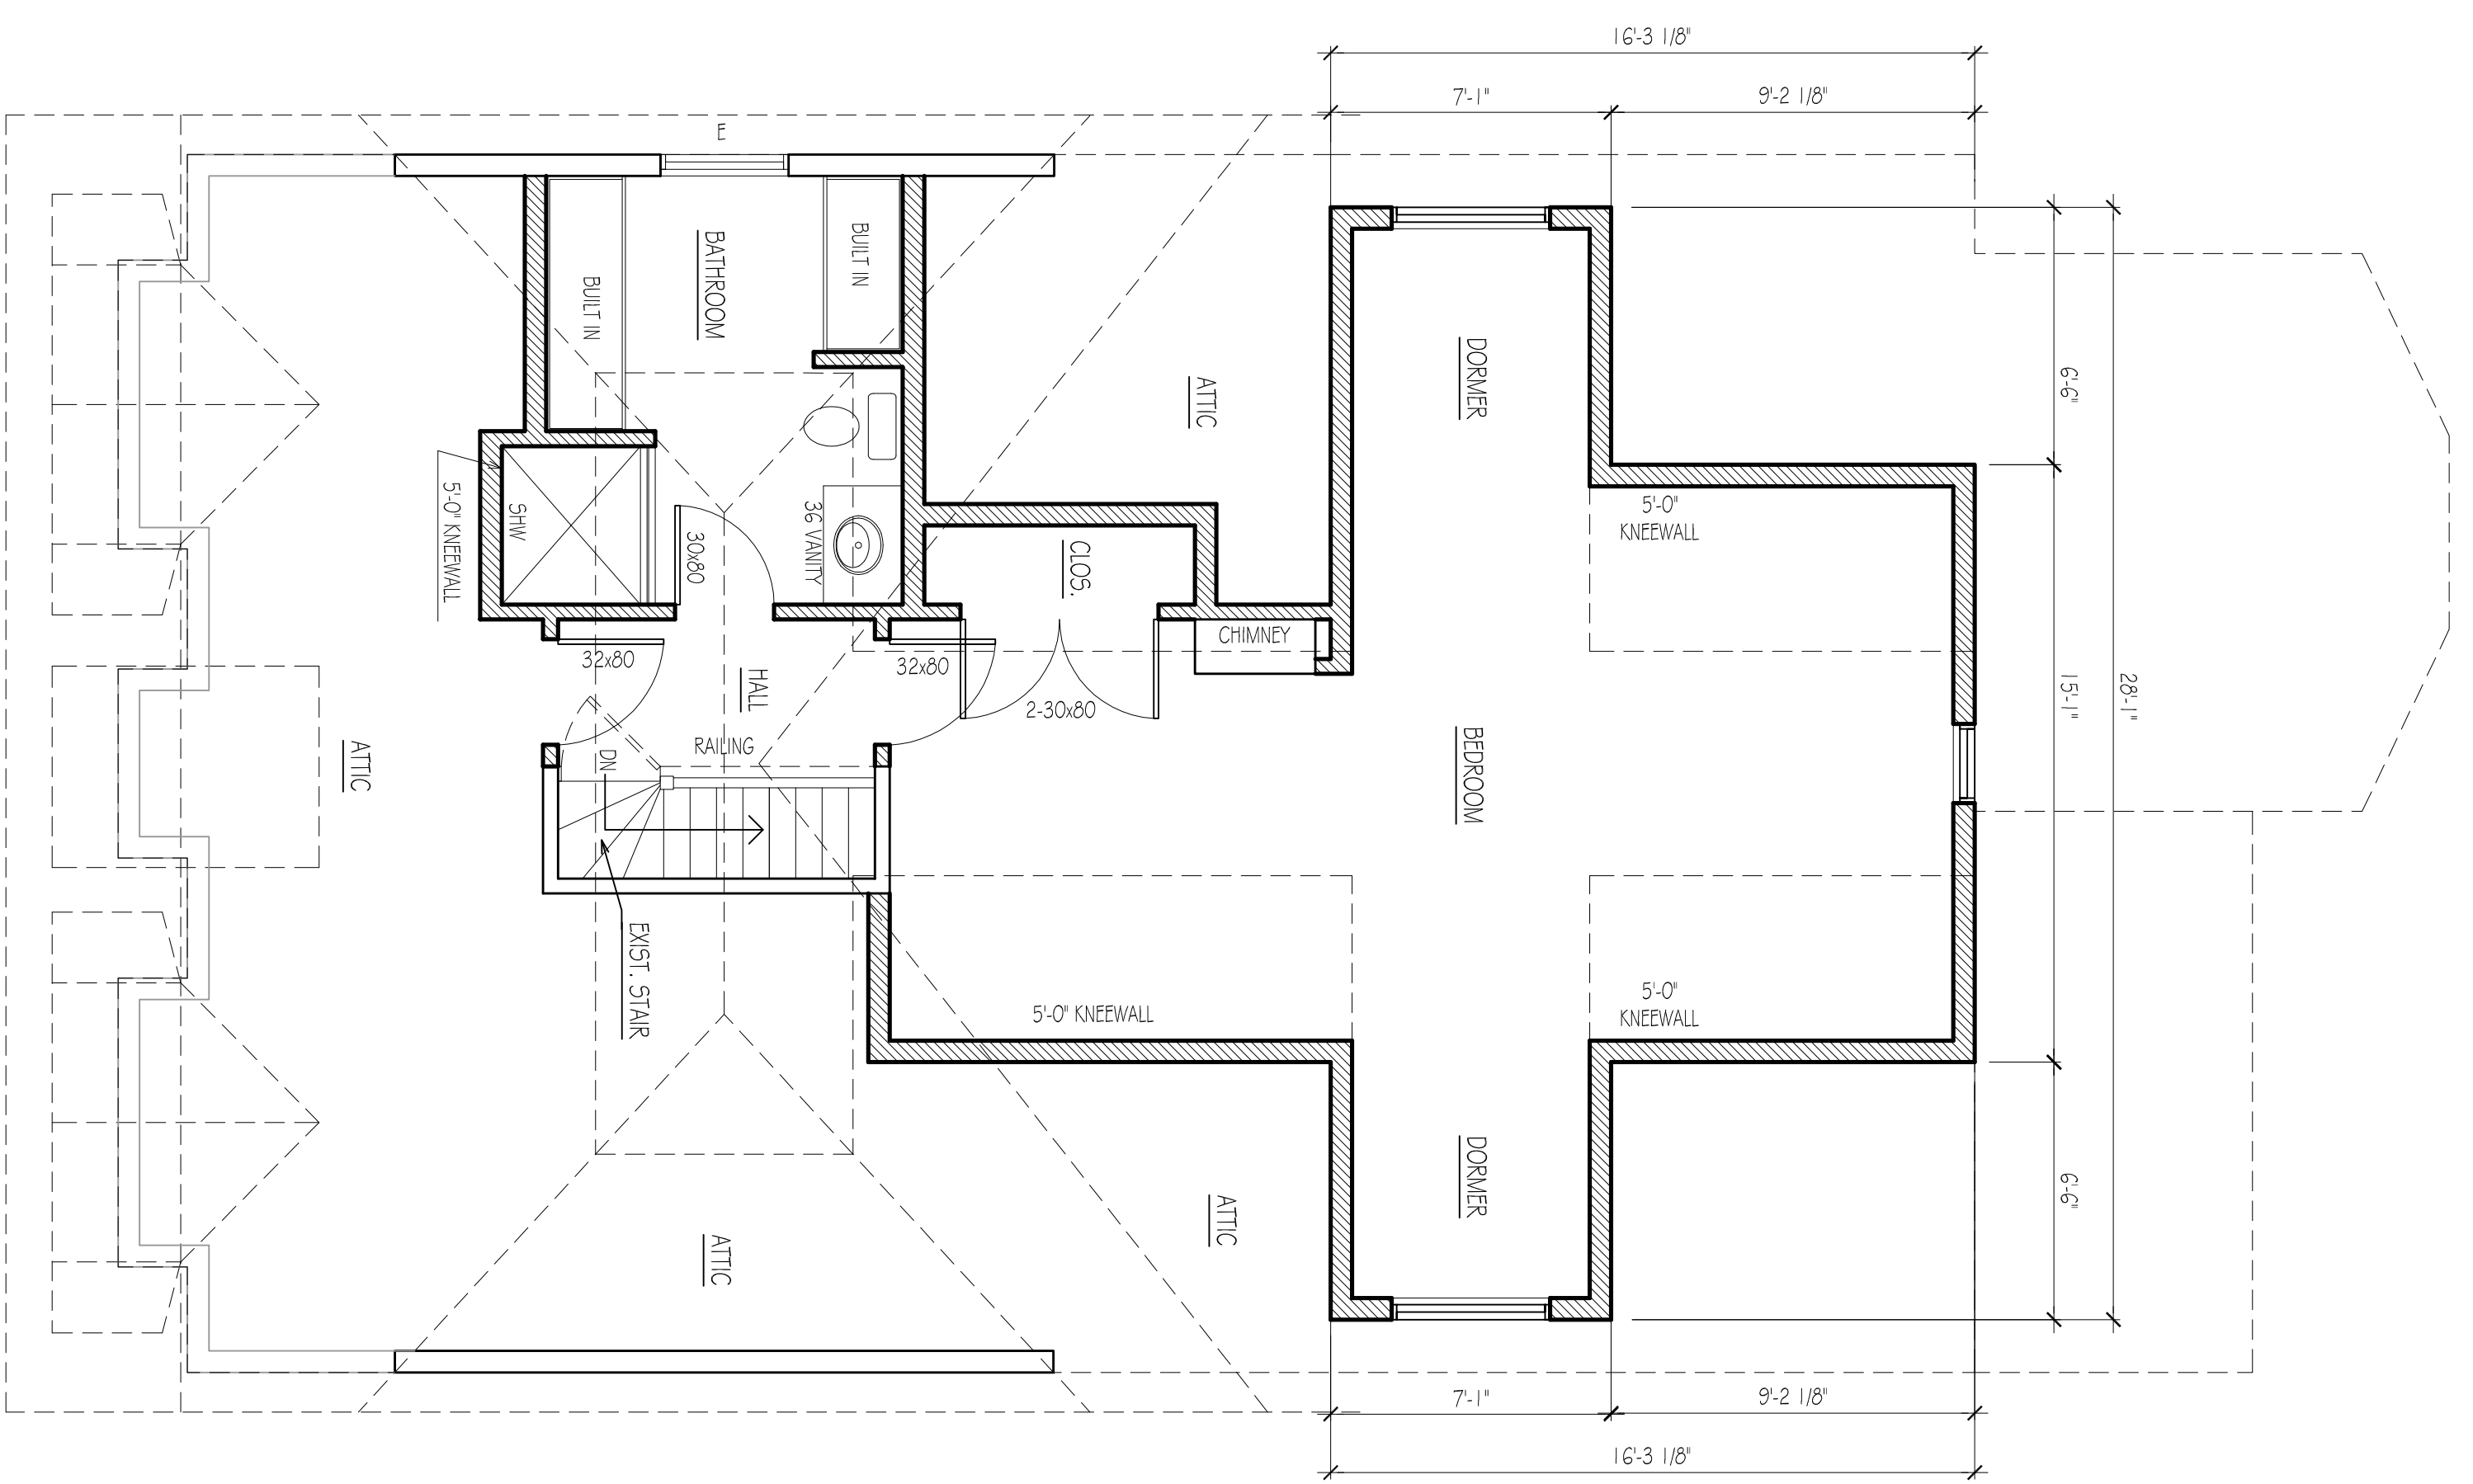 16'-3 1/8"
7'-1"
9'-2 1/8"
E
BATHROOM
BUILT IN
BUILT IN
DORMER
ATTIC
6'-6"
5'-0"
KNEEWALL
5'-0" KNEEWALL
SHW
30x80
36 VANITY
CLOS.
CHIMNEY
32x80
32x80
HALL
2-30x80
RAILING
DN
ATTIC
BEDROOM
15'-1"
28'-1"
EXIST. STAIR
5'-0" KNEEWALL
5'-0"
KNEEWALL
DORMER
ATTIC
ATTIC
6'-6"
7'-1"
9'-2 1/8"
16'-3 1/8"